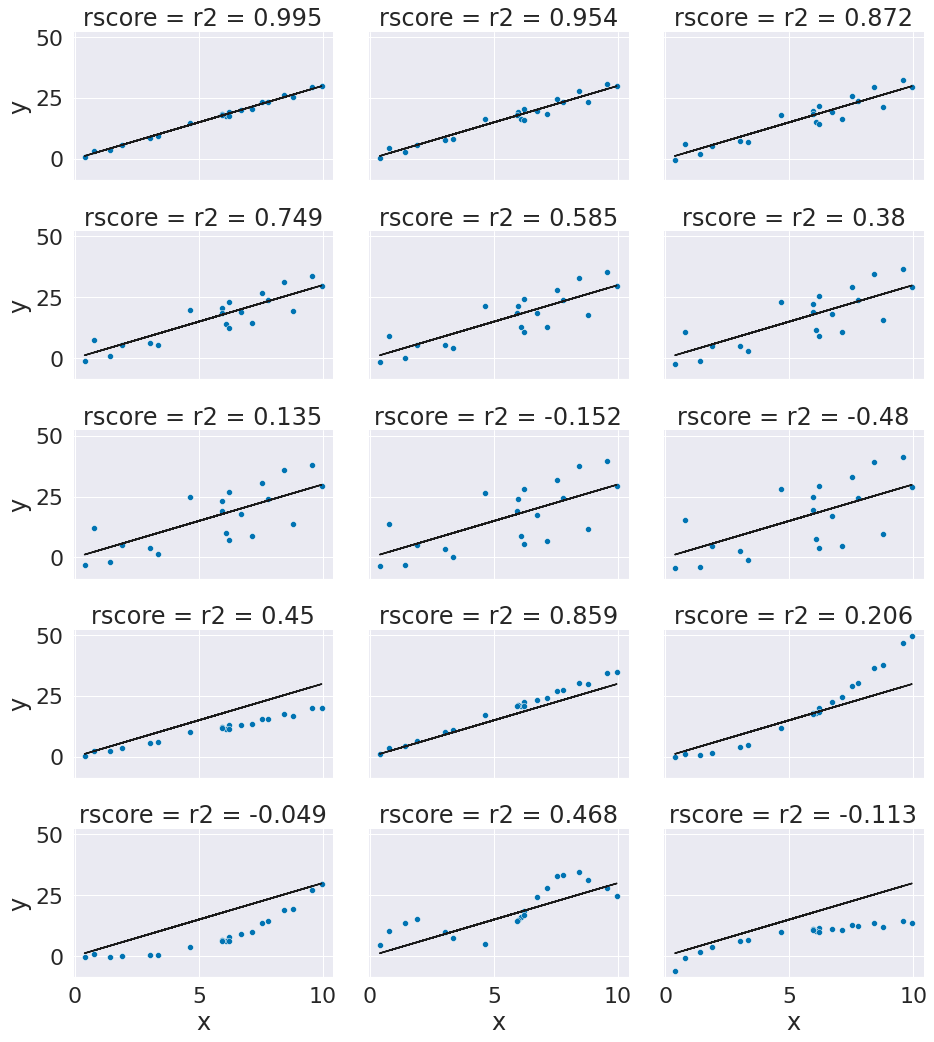 rscore = r2 = 0.995 rscore = r2 = 0.954 rscore = r2 = 0.872
50
25
0
y
rscore = r2 = 0.749 rscore = r2 = 0.585 rscore = r2 = 0.38
50
25
0
y
rscore = r2 = 0.135 rscore = r2 = -0.152 rscore = r2 = -0.48
50
25
0
y
rscore = r2 = 0.45 rscore = r2 = 0.859 rscore = r2 = 0.206
50
25
0
y
rscore = r2 = -0.049 rscore = r2 = 0.468 rscore = r2 = -0.113
50
25
0
y
0 5 10 0 5 10 0 5 10
x x x